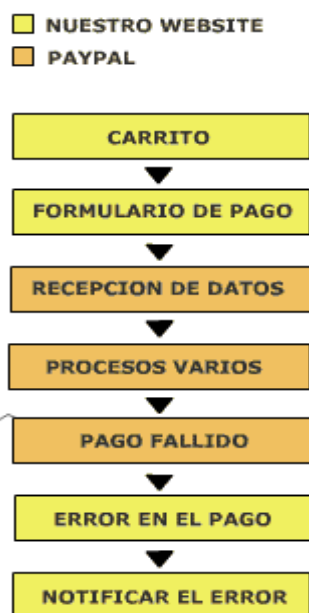 NUESTRO WEBSITE
PAYPAL
CARRITO
FORMULARIO DE PAGO
RECEPCION DE DATOS
PROCESOS VARIOS
PAGO FALLIDO
ERROR EN EL PAGO
NOTIFICAR EL ERROR